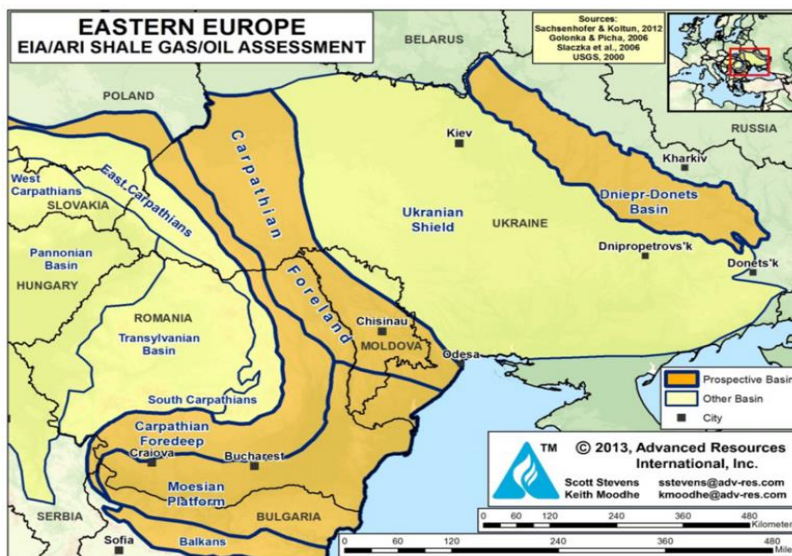 EASTERN EUROPE
EIA/ARI SHALE GAS/OIL ASSESSMENT
Sources:
Sachsenhofer & Koltun, 2012
Golonka & Picha, 2006
Slaczka et al., 2006
USGS, 2000
BELARUS
POLAND
RUSSIA
Kiev
Kharkiv
Carpathian
Foreland
East Carpathians
West
Carpathians
SLOVAKIA
Dniepr-Donets
Basin
Ukranian
Shield
UKRAINE
Pannonian
Basin
Dnipropetrovs'k
Donets'k
HUNGARY
ROMANIA
Transylvanian
Basin
Chisinau
MOLDOVA
Odesa
South Carpathians
Prospective Basin
Other Basin
City
Carpathian
Foredeep
Craiova
Bucharest
Moesian
Platform
SERBIA
BULGARIA
Sofia
Balkans
TM
© 2013, Advanced Resources
International, Inc.
Scott Stevens sstevens@adv-res.com
Keith Moodhe kmoodhe@adv-res.com
0 60 120 240 360 480
Kilometer
0 60 120 240 360 480
Mile